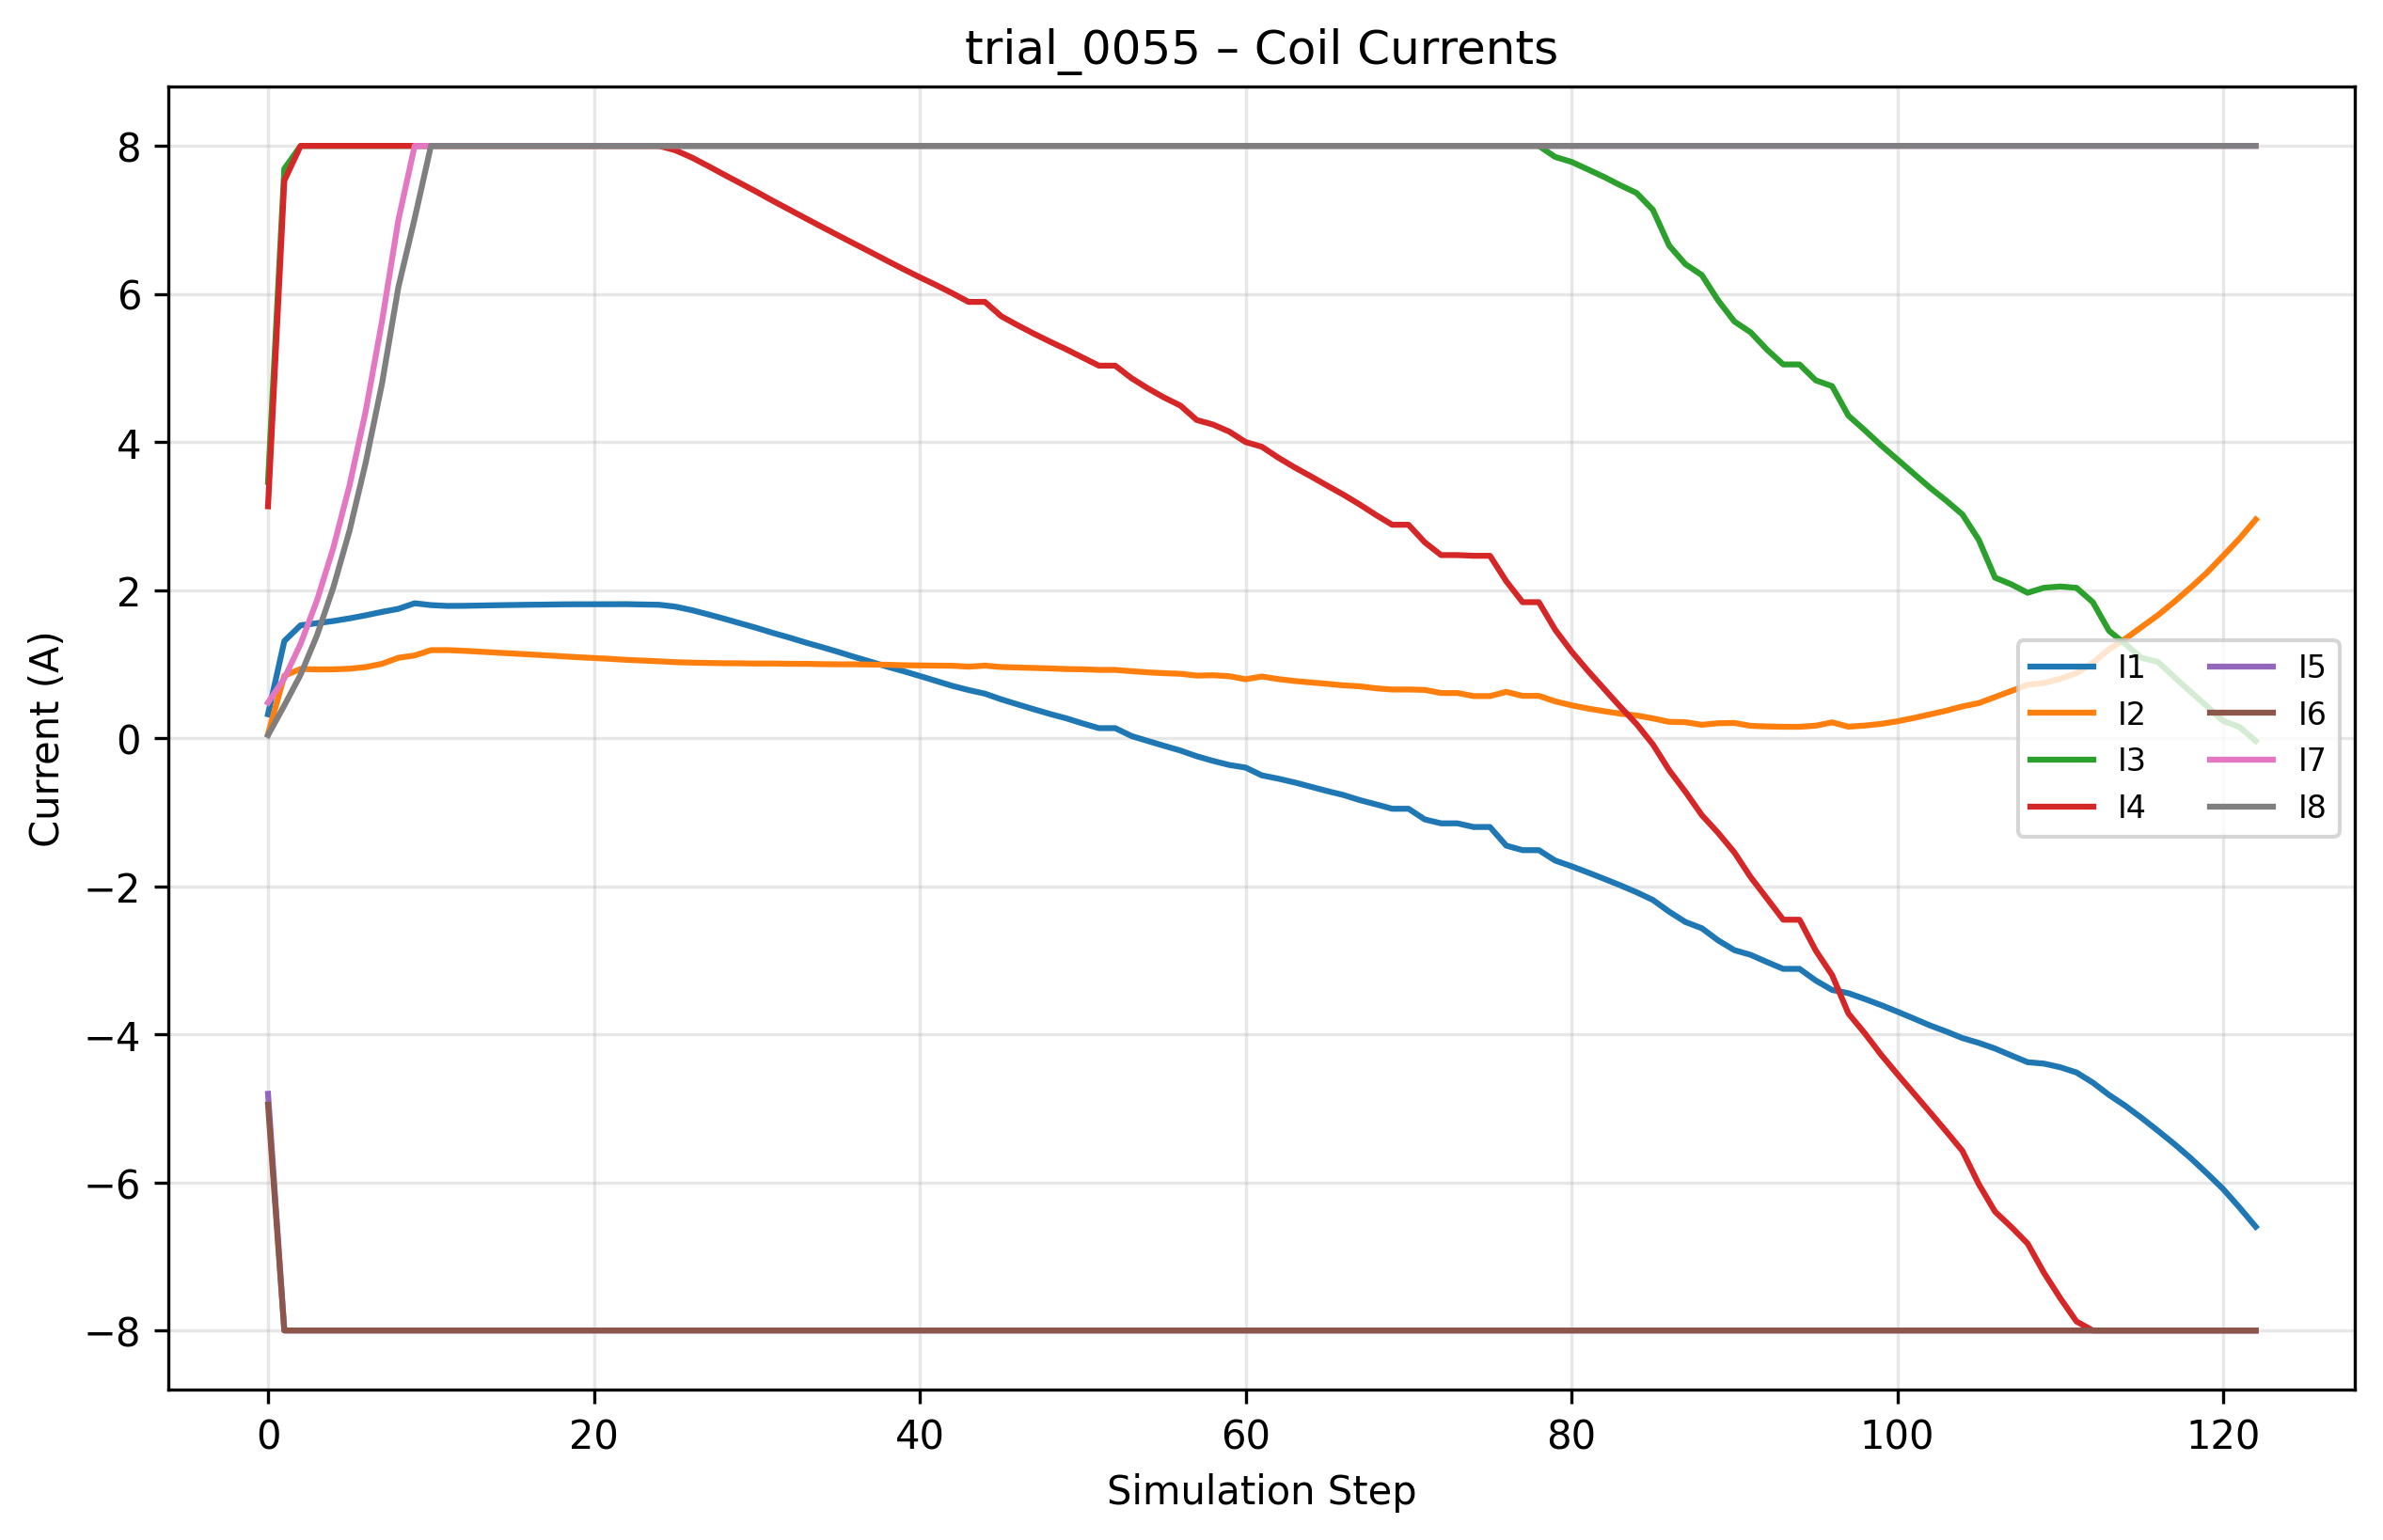 trial_0055 – Coil Currents
Current (A)
8
6
4
2
0
−2
−4
−6
−8
I1 I5
I2 I6
I3 I7
I4 I8
0 20 40 60 80 100 120
Simulation Step